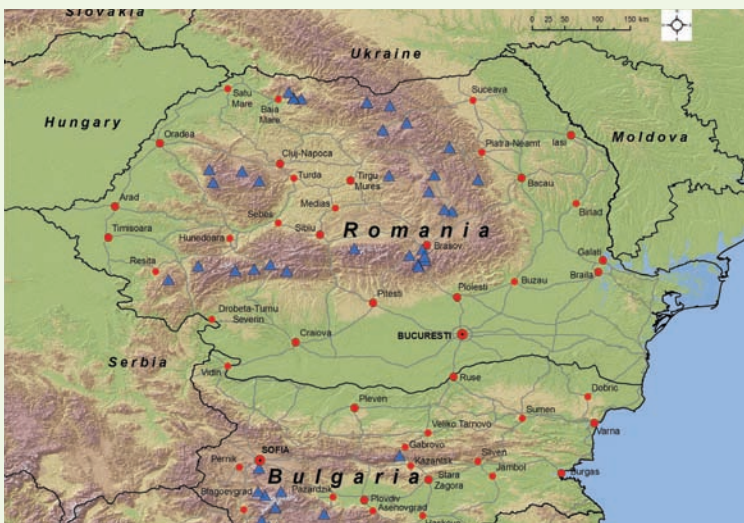 Slovakia
0 30 60 100 150 km
Ukraine
Satu
Mare
Baia
Mare
Suceava
Hungary
Oradea
Iasi
Moldova
Piatra-Neamt
Cluj-Napoca
Turda
Tirgu
Mures
Bacau
Medias
Birlad
Arad
Sebes
Timisoara
Hunedoara
Sibiu
Romania
Brasov
Galati
Resita
Braila
Buzau
Pitesti
Ploiesti
Drobeta-Turnu
Severin
BUCURESTI
Craiova
Serbia
Vidin
Ruse
Dobric
Pleven
Sumen
Varna
Veliko Tarnovo
Gabrovo
SOFIA
Pernik
Kazanlak
Sliven
Bulgaria
Jambol
Burgas
Stara
Zagora
Blagoevgrad
Pazardzik
Plovdiv
Asenovgrad